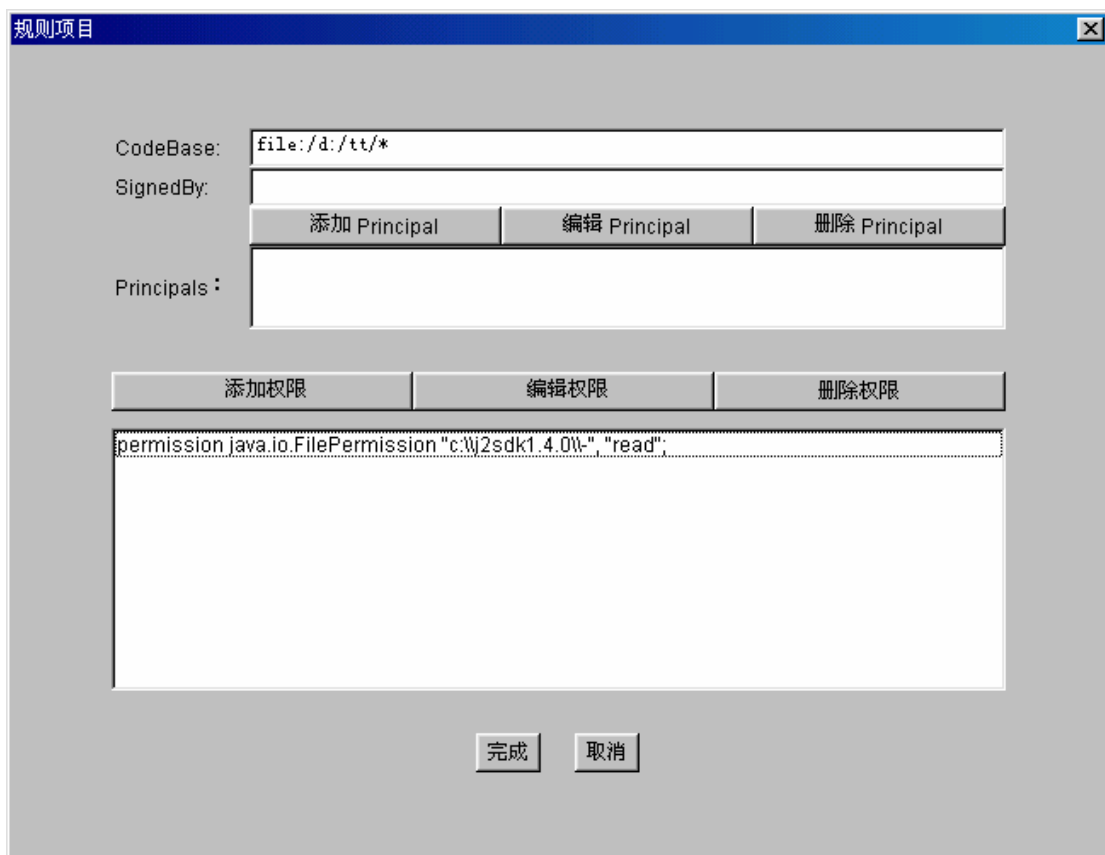 规则项目
CodeBase: file:/d:/tt/*
SignedBy:
添加 Principal 编辑 Principal 删除 Principal
Principals：
添加权限 编辑权限 删除权限
permission java.io.FilePermission "c:\\j2sdk1.4.0\\-", "read";
完成 取消